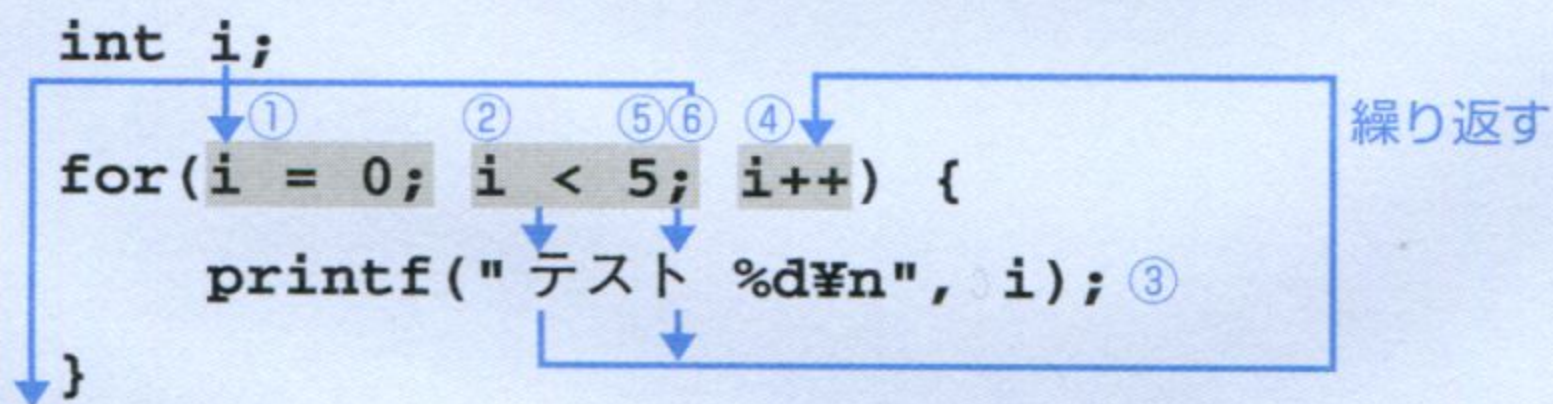 int i;
① ② ⑤⑥ ④
繰り返す
for(i = 0; i < 5; i++) {
printf("テスト %d¥n", i); ③
}